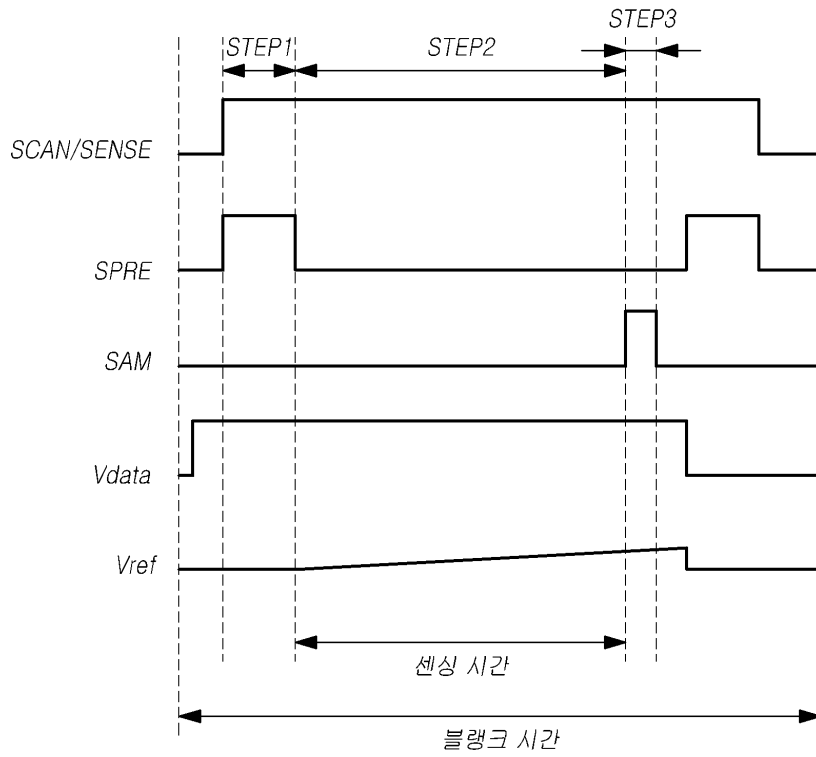 STEP3
STEP1
STEP2
SCAN/SENSE
SPRE
SAM
Vdata
Vref
센싱 시간
블랭크 시간